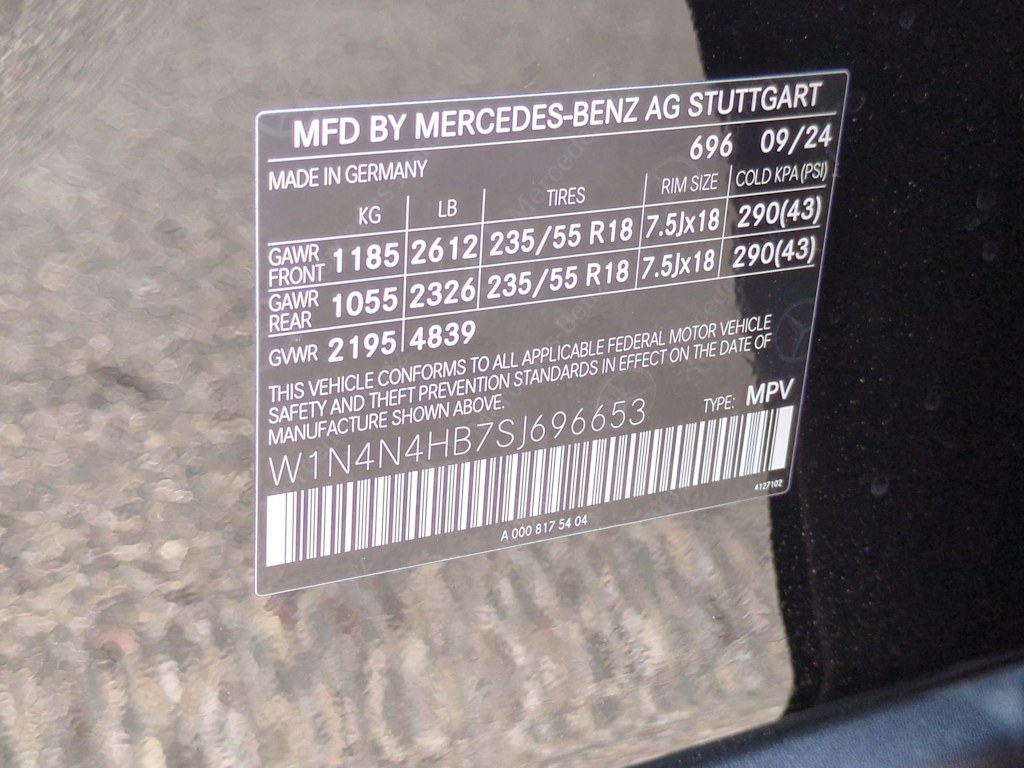 MFD BY MERCEDES-BENZ AG STUTTGART
696 09/24
MADE IN GERMANY
KG LB TIRES RIM SIZE COLD KPA (PSI)
GAWR FRONT 1185 2612 235/55 R18 7.5Jx18 290(43)
GAWR REAR 1055 2326 235/55 R18 7.5Jx18 290(43)
GVWR 2195 4839
THIS VEHICLE CONFORMS TO ALL APPLICABLE FEDERAL MOTOR VEHICLE
SAFETY AND THEFT PREVENTION STANDARDS IN EFFECT ON THE DATE OF
MANUFACTURE SHOWN ABOVE.
W1N4N4HB7SJ696653 TYPE: MPV
4127102
A 000 817 54 04